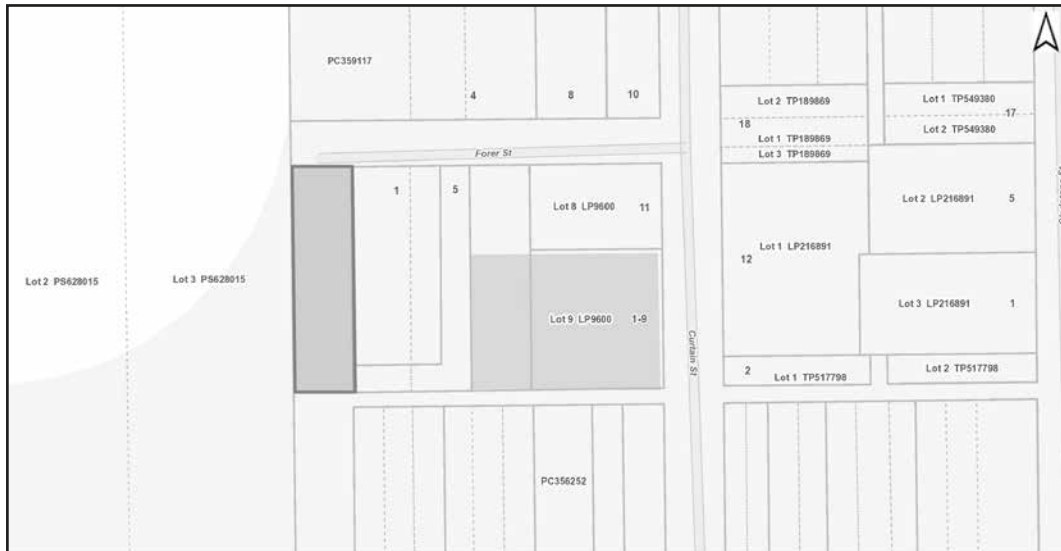 PC359117
4
8
10
Lot 2 TP189869
18
Lot 1 TP189869
Lot 3 TP189869
Lot 1 TP549380
17
Lot 2 TP549380
Forer St
1
5
Lot 8 LP9600 11
Lot 2 LP216891 5
Lot 1 LP216891
12
Lot 2 PS628015
Lot 3 PS628015
Lot 9 LP9600 1-9
Lot 3 LP216891 1
Curtain St
2
Lot 1 TP517798
Lot 2 TP517798
PC356252